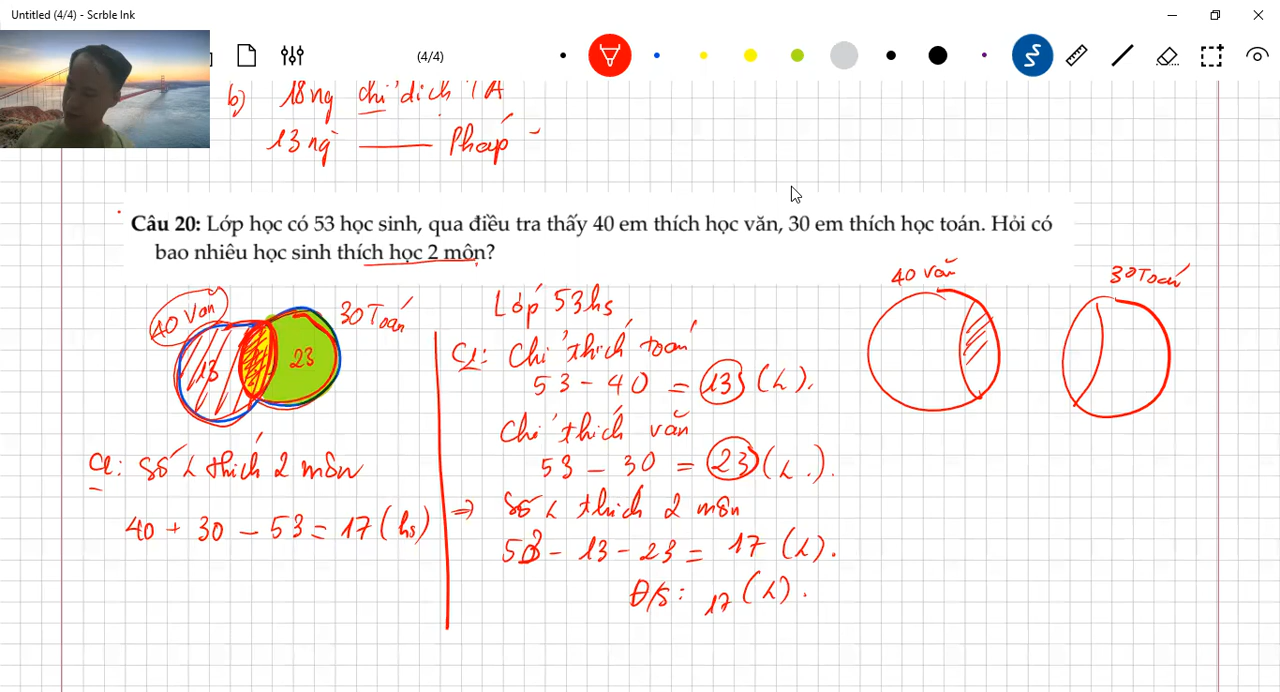 Untitled (4/4) - Scrble Ink
(4/4)
b) 18 ng chỉ dịch TA
13 ng — Pháp
Câu 20: Lớp học có 53 học sinh, qua điều tra thấy 40 em thích học văn, 30 em thích học toán. Hỏi có
bao nhiêu học sinh thích học 2 môn?
40 Văn
30 Toán
13
23
số thích 2 môn
40 + 30 - 53 = 17 (hs)
Lớp 53hs
Chỉ thích toán
53 - 40 = 13
Chỉ thích văn
53 - 30 = 23
=> số thích 2 môn
53 - 13 - 23 = 17
Đ/S: 17
40 Văn
30 Toán